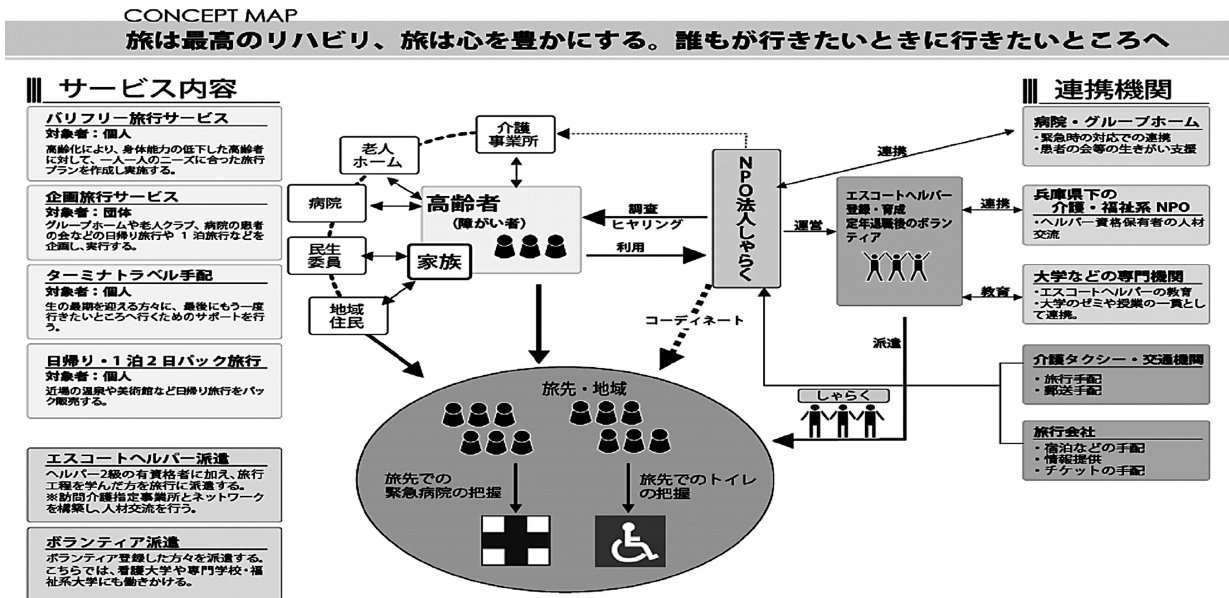 CONCEPT MAP
旅は最高のリハビリ、旅は心を豊かにする。誰もが行きたいときに行きたいところへ
サービス内容
バリフリー旅行サービス
対象者：個人
高齢化により、身体能力の低下した高齢者
に対して、一人一人のニーズに合った旅行
プランを作成し実施する。
企画旅行サービス
対象者：団体
グループホームや老人クラブ、病院の患者
の会などの日帰り旅行や１泊旅行などを
企画し、実行する。
ターミナトラベル手配
対象者：個人
生の最期を迎える方々に、最後にもう一度
行きたいところへ行くためのサポートを行
う。
日帰り・１泊２日パック旅行
対象者：個人
近場の温泉や美術館など日帰り旅行をパッ
ク販売する。
エスコートヘルパー派遣
ヘルパー2級の有資格者に加え、旅行
工程を学んだ方を旅行に派遣する。
※訪問介護指定事業所とネットワーク
を構築し、人材交流を行う。
ボランティア派遣
ボランティア登録した方々を派遣する。
こちらでは、看護大学や専門学校・福
祉系大学にも働きかける。
介護
事業所
老人
ホーム
病院
民生
委員
地域
住民
高齢者
(障がい者)
家族
調査
ヒヤリング
利用
NPO法人しゃらく
運営
連携
コーディネート
エスコートヘルパー
登録・育成
定年退職後のボラン
ティア
連携
教育
派遣
しゃらく
旅先・地域
旅先での
緊急病院の把握
旅先でのトイレ
の把握
連携機関
病院・グループホーム
・緊急時の対応での連携
・患者の会等の生きがい支援
兵庫県下の
介護・福祉系 NPO
・ヘルパー資格保有者の人材
交流
大学などの専門機関
・エスコートヘルパーの教育
・大学のゼミや授業の一貫とし
て連携。
介護タクシー・交通機関
・旅行手配
・郵送手配
旅行会社
・宿泊などの手配
・情報提供
・チケットの手配